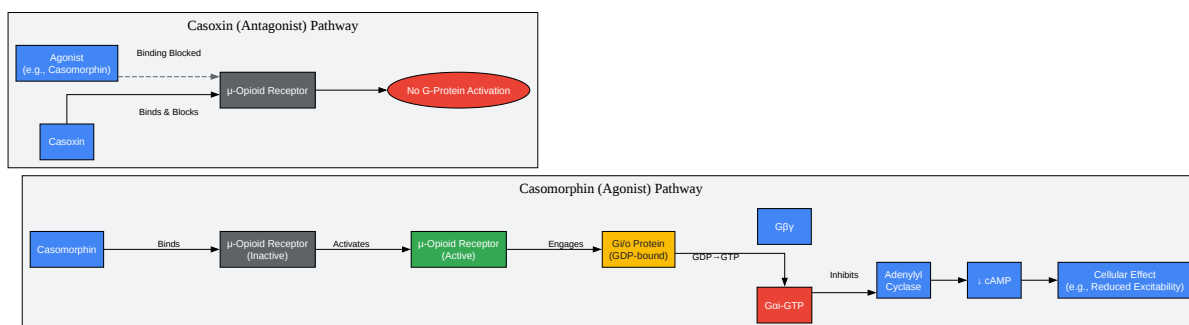 Casoxin (Antagonist) Pathway
Agonist
(e.g., Casomorphin)
Binding Blocked
μ-Opioid Receptor
No G-Protein Activation
Binds & Blocks
Casoxin
Casomorphin (Agonist) Pathway
Casomorphin
Binds
μ-Opioid Receptor
(Inactive)
Activates
μ-Opioid Receptor
(Active)
Engages
Gi/o Protein
(GDP-bound)
GDP→GTP
Gβγ
Gαi-GTP
Inhibits
Adenylyl
Cyclase
↓ cAMP
Cellular Effect
(e.g., Reduced Excitability)